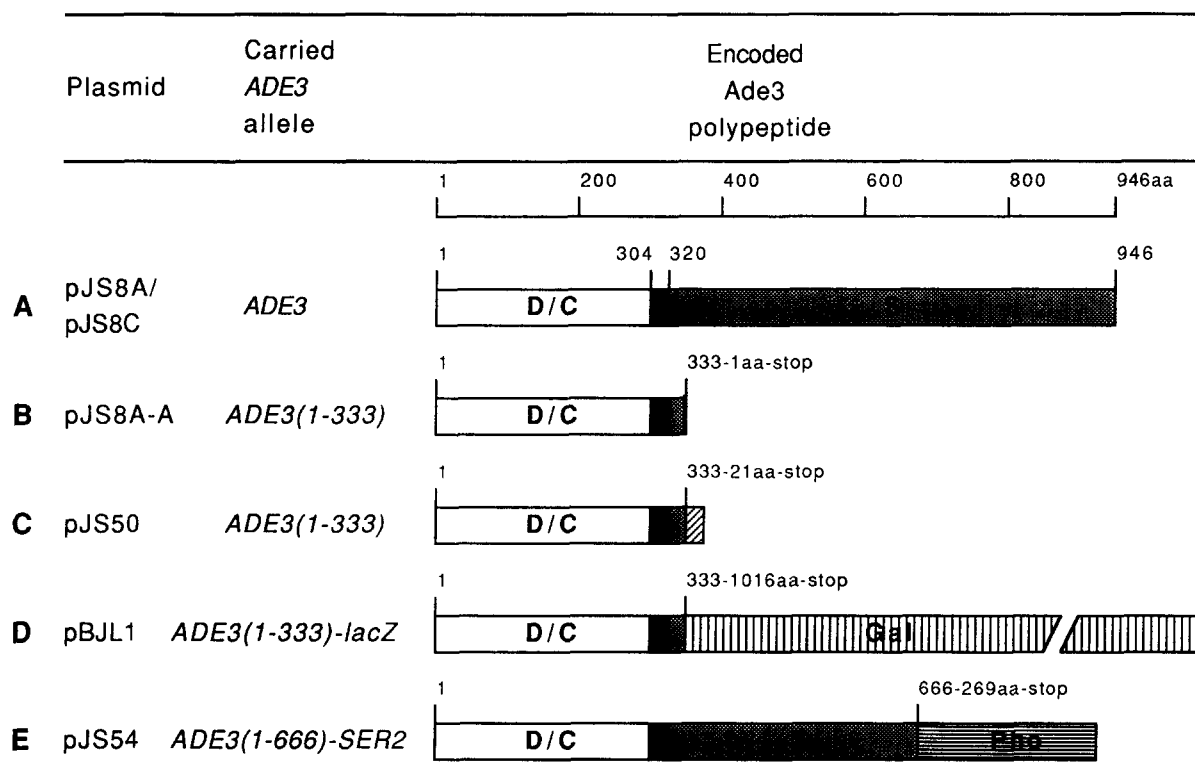 Plasmid
Carried
ADE3
allele
Encoded
Ade3
polypeptide
1 200 400 600 800 946aa
1 304 320 946
A pJS8A/
pJS8C ADE3 D/C
1 333-1aa-stop
B pJS8A-A ADE3(1-333) D/C
1 333-21aa-stop
C pJS50 ADE3(1-333) D/C
1 333-1016aa-stop
D pBJL1 ADE3(1-333)-lacZ D/C Gal
1 666-269aa-stop
E pJS54 ADE3(1-666)-SER2 D/C Pho